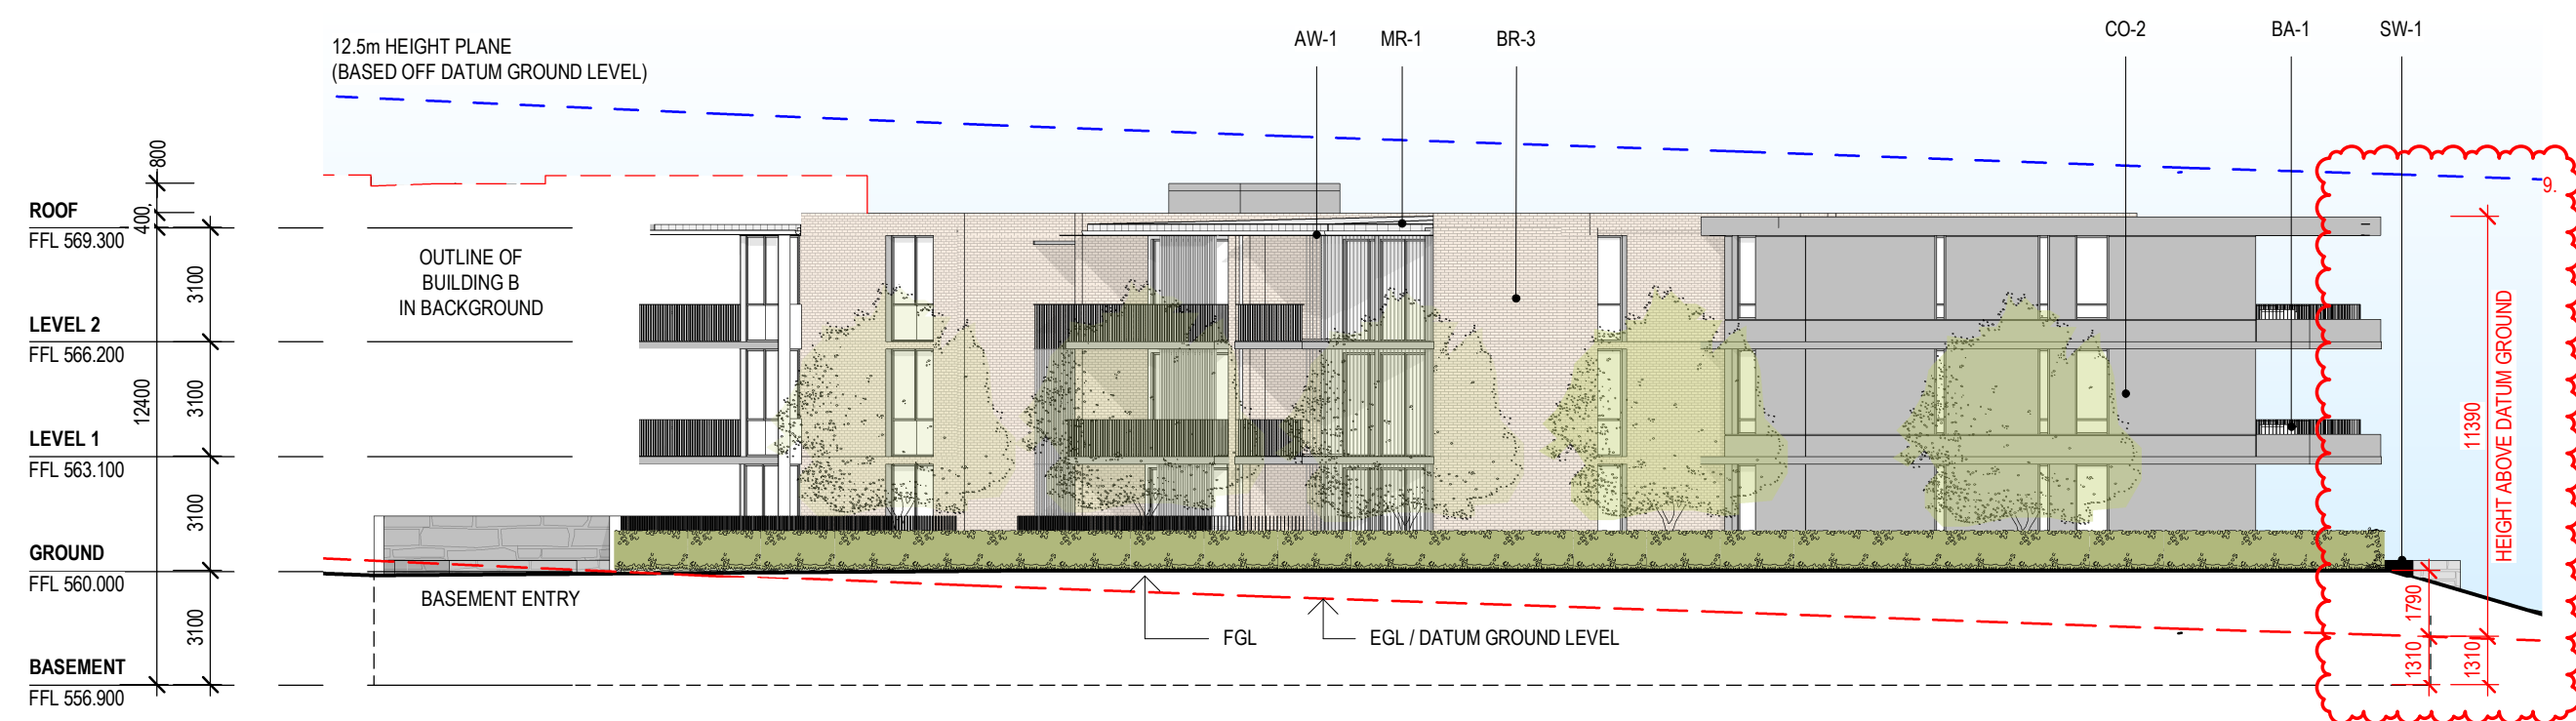 12.5m HEIGHT PLANE
(BASED OFF DATUM GROUND LEVEL)
AW-1
MR-1
BR-3
CO-2
BA-1
SW-1
9.
800
400,
ROOF
FFL 569.300
3100
OUTLINE OF
BUILDING B
IN BACKGROUND
LEVEL 2
FFL 566.200
12400
3100
LEVEL 1
FFL 563.100
3100
GROUND
FFL 560.000
3100
BASEMENT
FFL 556.900
BASEMENT ENTRY
FGL
EGL / DATUM GROUND LEVEL
11390
HEIGHT ABOVE DATUM GROUND
1790
1310
1310